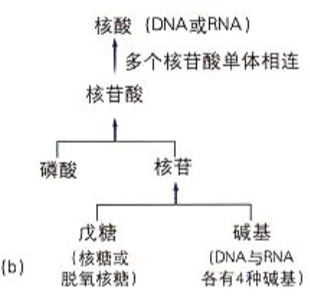 核酸 (DNA或RNA)
多个核苷酸单体相连
核苷酸
磷酸 核苷
戊糖 碱基
(核糖或 (DNA与RNA
脱氧核糖) 各有4种碱基)
(b)